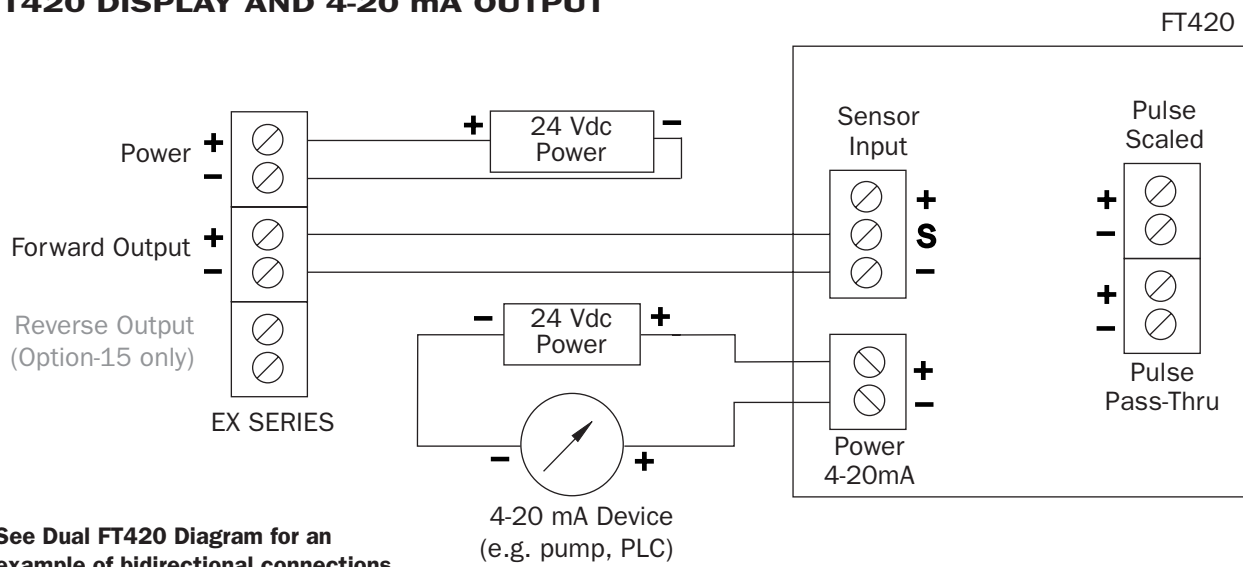 T420 DISPLAY AND 4-20 mA OUTPUT
FT420
Power
+
−
+
24 Vdc
Power
−
Forward Output
+
−
Reverse Output
(Option-15 only)
EX SERIES
Sensor
Input
+
S
−
Pulse
Scaled
+
−
+
−
Pulse
Pass-Thru
−
24 Vdc
Power
+
+
−
Power
4-20mA
−
+
4-20 mA Device
(e.g. pump, PLC)
See Dual FT420 Diagram for an
example of bidirectional connections